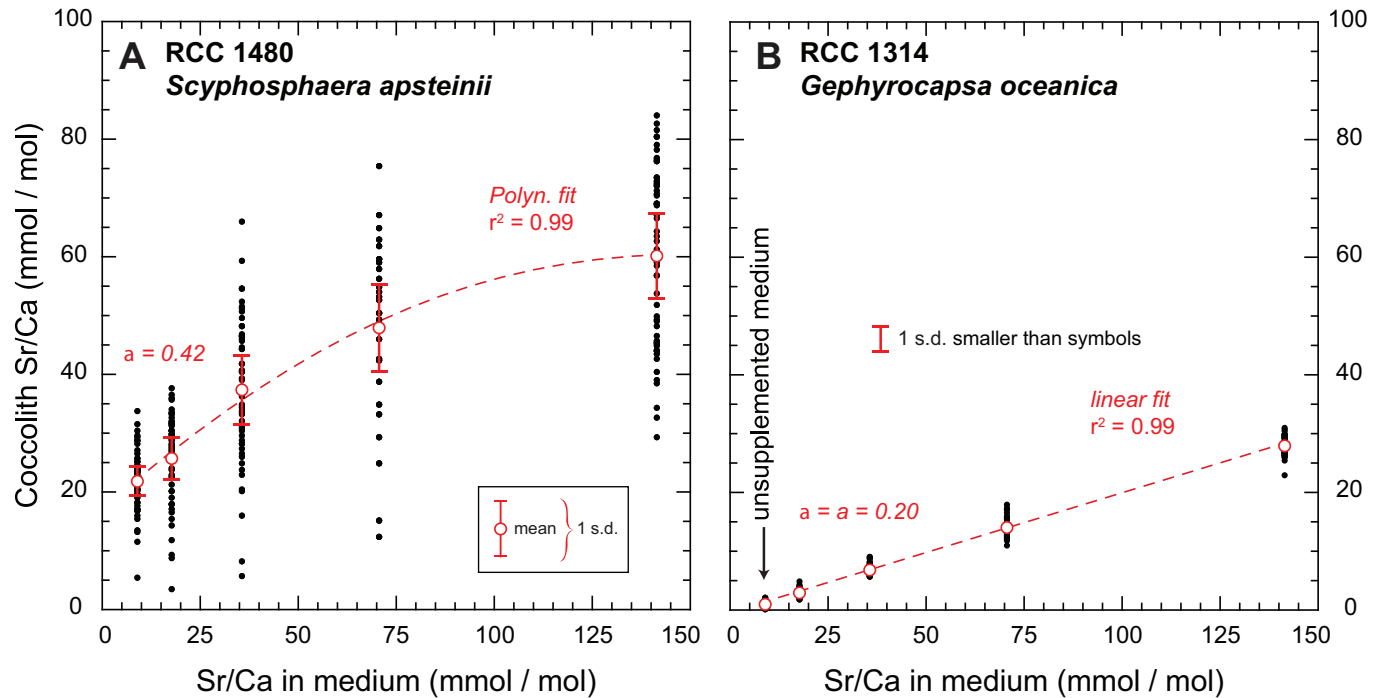 A RCC 1480
Scyphosphaera apsteinii
Coccolith Sr/Ca (mmol / mol)
100
80
60
40
20
0
Polyn. fit
r² = 0.99
a = 0.42
mean
1 s.d.
0 25 50 75 100 125 150
Sr/Ca in medium (mmol / mol)
B RCC 1314
Gephyrocapsa oceanica
unsupplemented medium
1 s.d. smaller than symbols
linear fit
r² = 0.99
a = a = 0.20
100
80
60
40
20
0
0 25 50 75 100 125 150
Sr/Ca in medium (mmol / mol)